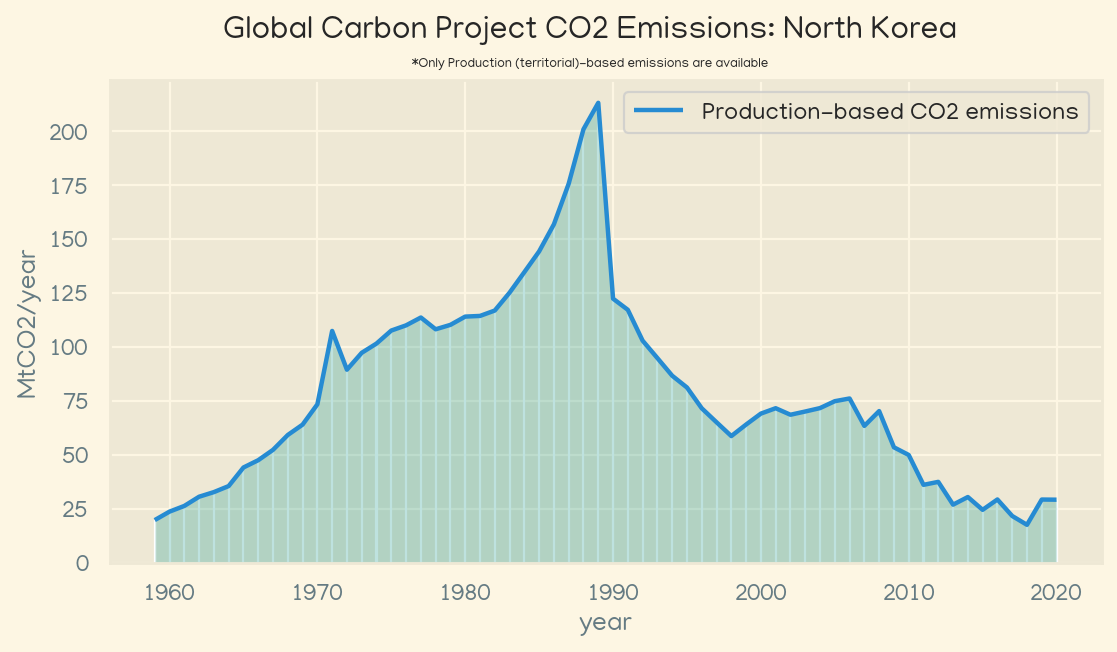 Global Carbon Project CO2 Emissions: North Korea
*Only Production (territorial)-based emissions are available
Production-based CO2 emissions
MtCO2/year
200
175
150
125
100
75
50
25
0
1960 1970 1980 1990 2000 2010 2020
year